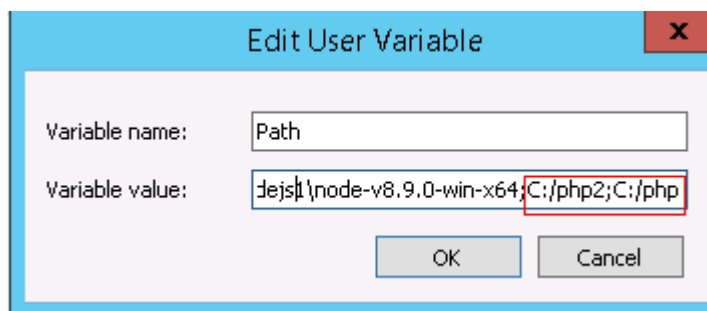 Edit User Variable
x
Variable name:
Path
Variable value:
dejs1\node-v8.9.0-win-x64;C:/php2;C:/php
OK
Cancel